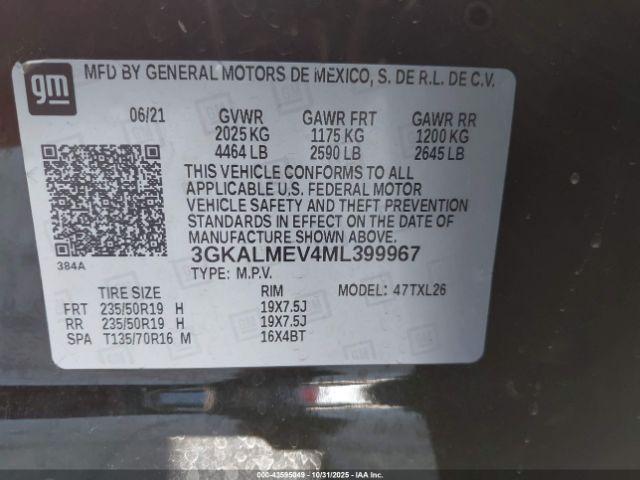 gm
MFD BY GENERAL MOTORS DE MEXICO, S. DE R.L. DE C.V.
06/21 GVWR GAWR FRT GAWR RR
2025 KG 1175 KG 1200 KG
4464 LB 2590 LB 2645 LB
THIS VEHICLE CONFORMS TO ALL
APPLICABLE U.S. FEDERAL MOTOR
VEHICLE SAFETY AND THEFT PREVENTION
STANDARDS IN EFFECT ON THE DATE OF
MANUFACTURE SHOWN ABOVE.
384A
3GKALMEV4ML399967
TYPE: M.P.V. MODEL: 47TXL26
TIRE SIZE RIM
FRT 235/50R19 H 19X7.5J
RR 235/50R19 H 19X7.5J
SPA T135/70R16 M 16X4BT
000-43595049 | 10/31/2025 | IAAI.COM